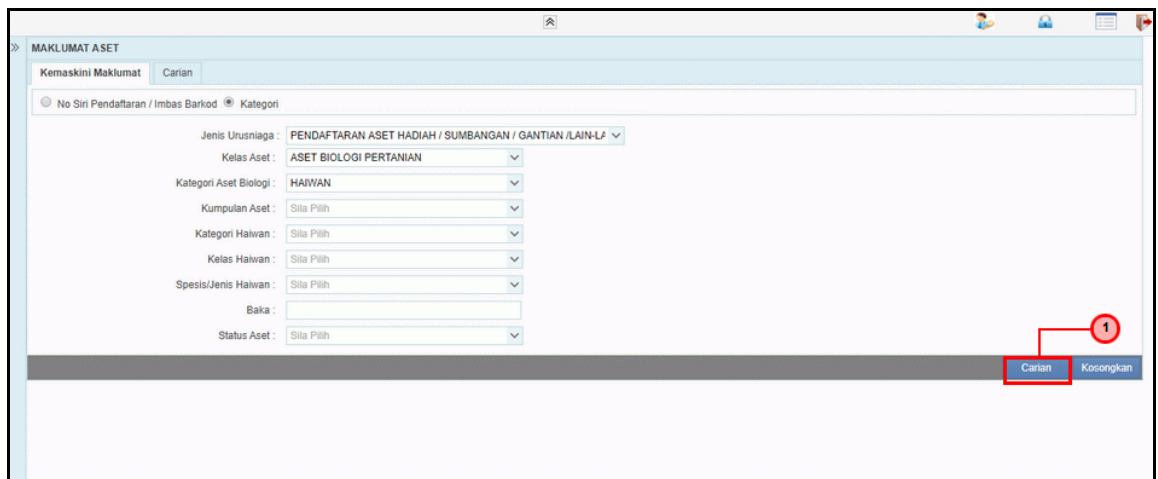 MAKLUMAT ASET
Kemaskini Maklumat Carian
No Siri Pendaftaran / Imbas Barkod Kategori
Jenis Urusniaga : PENDAFTARAN ASET HADIAH / SUMBANGAN / GANTIAN /LAIN-LA
Kelas Aset : ASET BIOLOGI PERTANIAN
Kategori Aset Biologi : HAIWAN
Kumpulan Aset : Sila Pilih
Kategori Haiwan : Sila Pilih
Kelas Haiwan : Sila Pilih
Spesis/Jenis Haiwan : Sila Pilih
Baka :
Status Aset : Sila Pilih
1
Carian Kosongkan